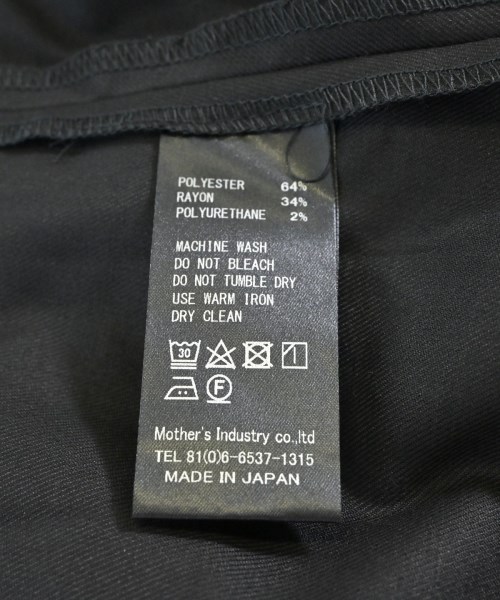 POLYESTER 64%
RAYON 34%
POLYURETHANE 2%
MACHINE WASH
DO NOT BLEACH
DO NOT TUMBLE DRY
USE WARM IRON
DRY CLEAN
30
F
Mother's Industry co.,ltd
TEL 81(0)6-6537-1315
MADE IN JAPAN